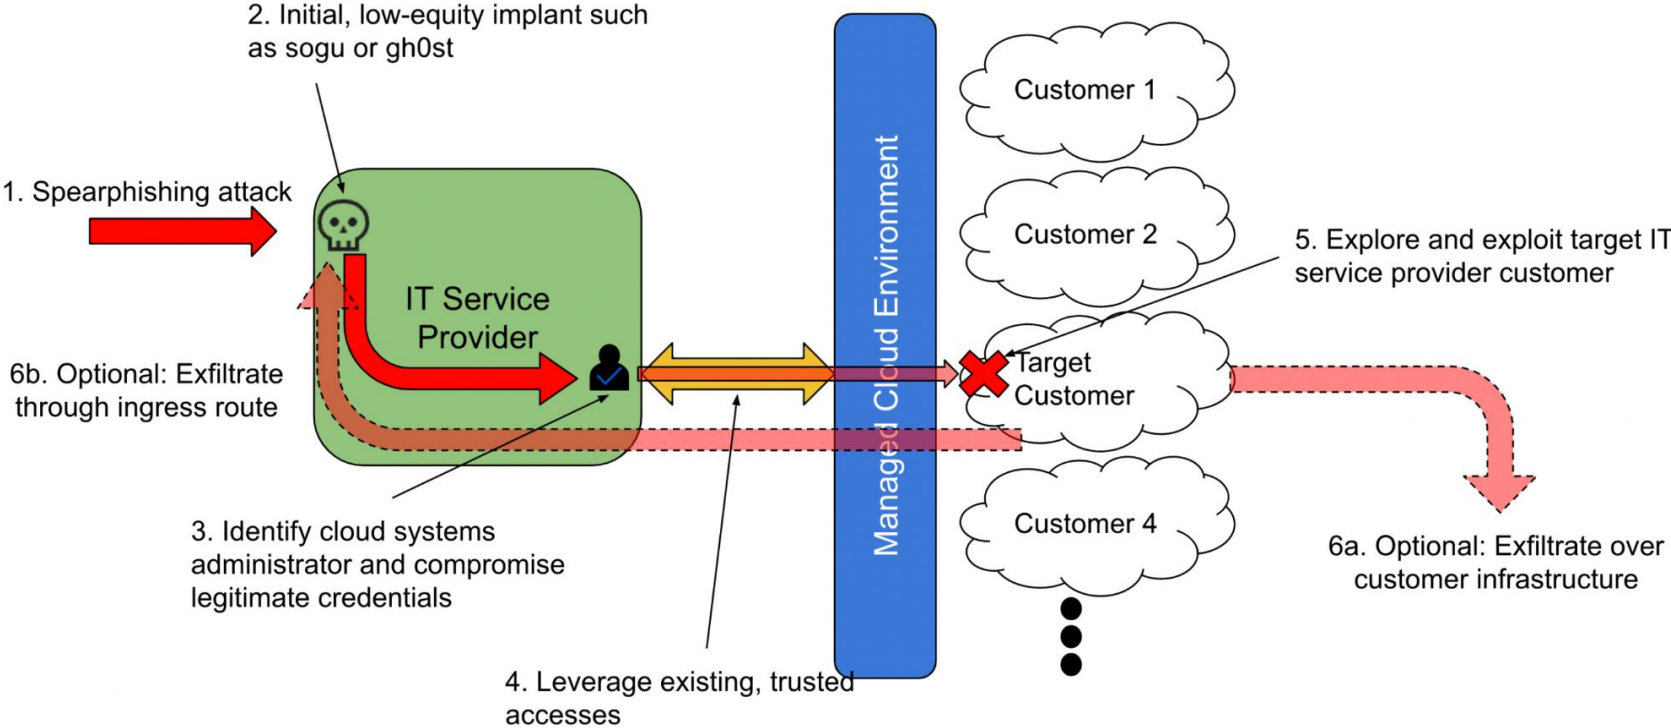 2. Initial, low-equity implant such
as sogu or gh0st
1. Spearphishing attack
IT Service
Provider
6b. Optional: Exfiltrate
through ingress route
3. Identify cloud systems
administrator and compromise
legitimate credentials
4. Leverage existing, trusted
accesses
Managed Cloud Environment
Customer 1
Customer 2
Target
Customer
Customer 4
5. Explore and exploit target IT
service provider customer
6a. Optional: Exfiltrate over
customer infrastructure